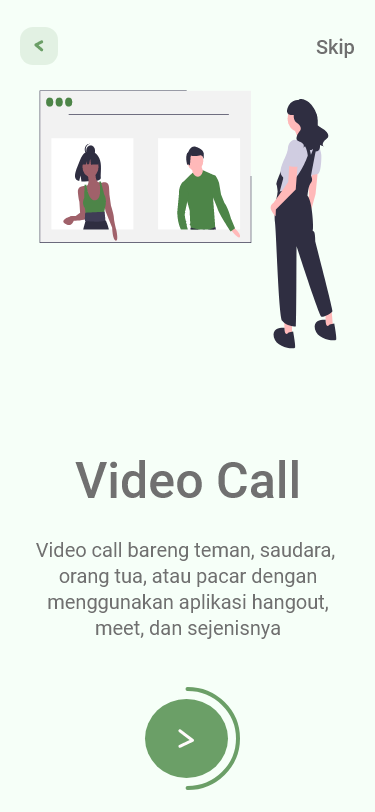 Skip
Video Call
Video call bareng teman, saudara,
orang tua, atau pacar dengan
menggunakan aplikasi hangout,
meet, dan sejenisnya